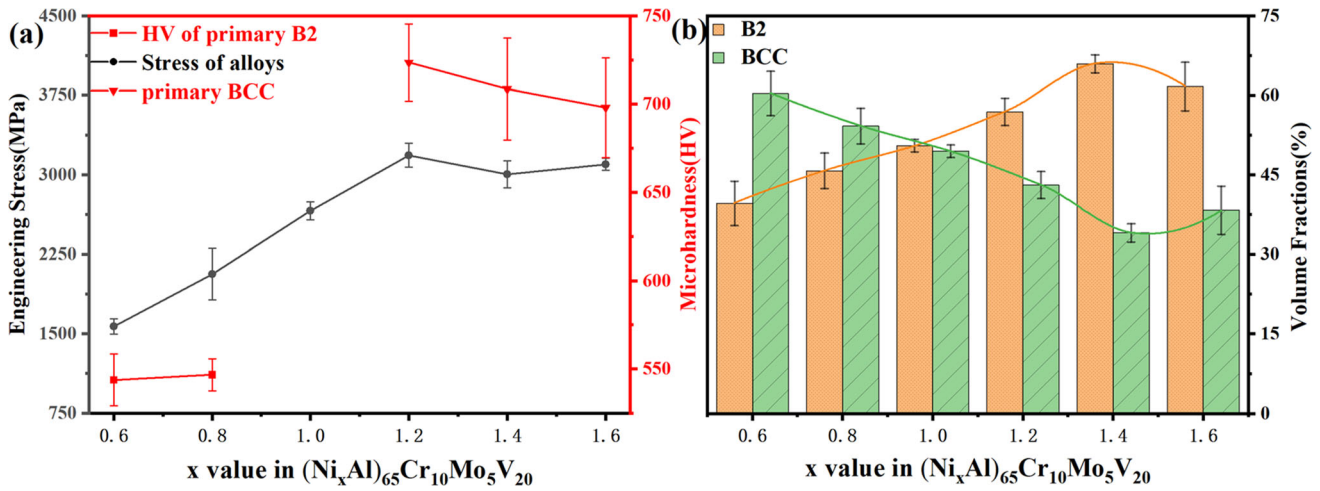 (a)
HV of primary B2
Stress of alloys
primary BCC
Engineering Stress(MPa)
4500
3750
3000
2250
1500
750
0.6 0.8 1.0 1.2 1.4 1.6
x value in (NiₓAl)₆₅Cr₁₀Mo₅V₂₀
750
700
650
600
550
Microhardness(HV)
(b)
B2
BCC
0.6 0.8 1.0 1.2 1.4 1.6
x value in (NiₓAl)₆₅Cr₁₀Mo₅V₂₀
75
60
45
30
15
0
Volume Fractions(%)